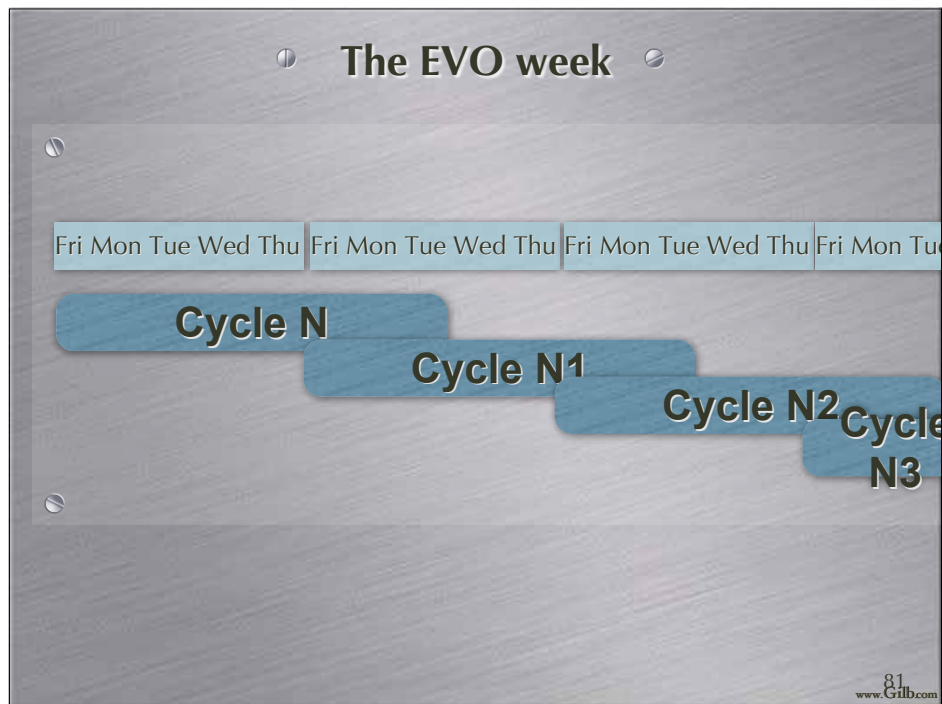 The EVO week
Fri Mon Tue Wed Thu Fri Mon Tue Wed Thu Fri Mon Tue Wed Thu Fri Mon Tue
Cycle N
Cycle N1
Cycle N2
Cycle
N3
81
www.Gilb.com